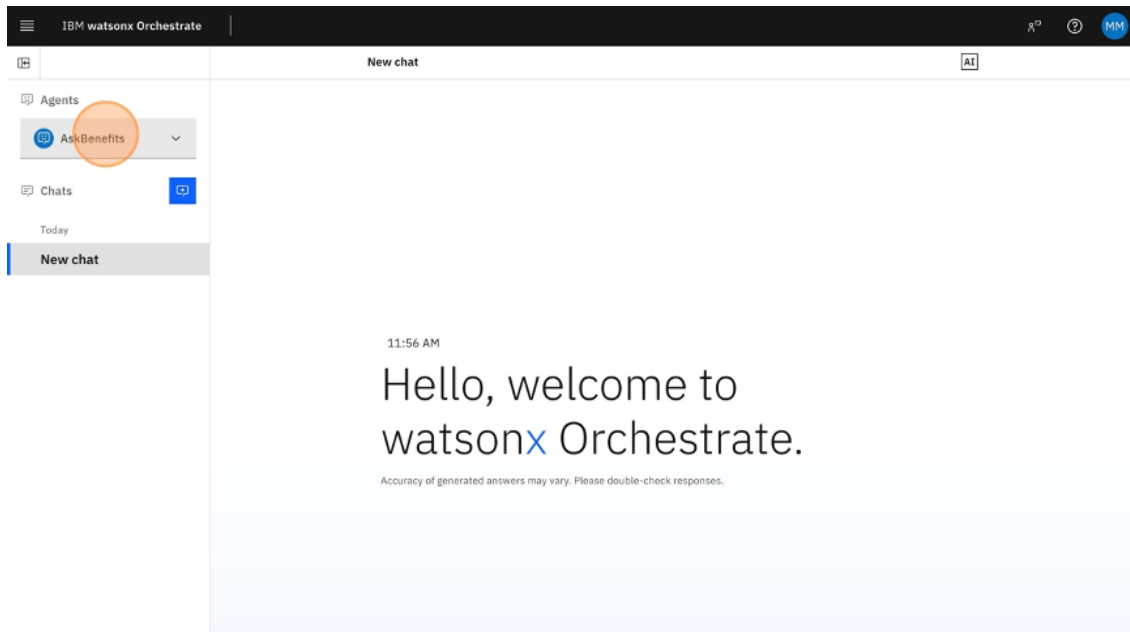 IBM watsonx Orchestrate
MM
New chat
AI
Agents
AskBenefits
Chats
Today
New chat
11:56 AM
Hello, welcome to
watsonx Orchestrate.
Accuracy of generated answers may vary. Please double-check responses.